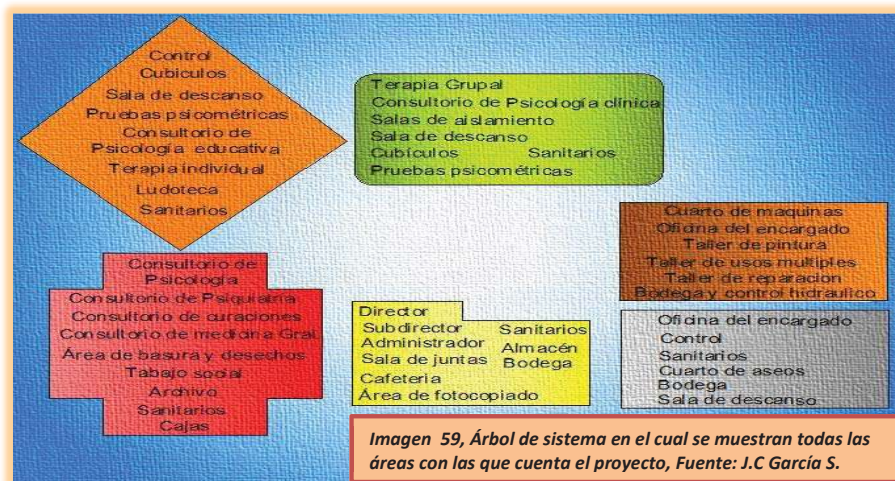 Control
Cubiculos
Sala de descanso
Pruebas psicométricas
Consultorio de
Psicología educativa
Terapia individual
Ludoteca
Sanitarios
Terapia Grupal
Consultorio de Psicología clínica
Salas de aislamiento
Sala de descanso
Cubículos Sanitarios
Pruebas psicométricas
Cuarto de maquinas
Oficina del encargado
Taller de pintura
Taller de usos multiples
Taller de reparacion
Bodega y control hidraulico
Consultorio de
Psicología
Consultorio de Psiquiatria
Consultorio de curaciones
Consultorio de medicina Gral.
Área de basura y desechos
Tabajo social
Archivo
Sanitarios
Cajas
Director
Subdirector Sanitarios
Administrador Almacén
Sala de juntas Bodega
Cafeteria
Área de fotocopiado
Oficina del encargado
Control
Sanitarios
Cuarto de aseos
Bodega
Sala de descanso
Imagen 59, Árbol de sistema en el cual se muestran todas las
áreas con las que cuenta el proyecto, Fuente: J.C García S.